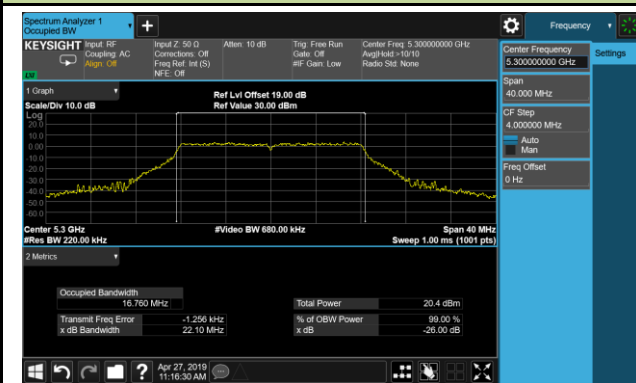 Spectrum Analyzer 1
Occupied BW
+
Frequency
KEYSIGHT
Input: RF
Coupling: AC
Align: Off
Input Z: 50 Ω
Corrections: Off
Freq Ref: Int (S)
NFE: Off
Atten: 10 dB
Trig: Free Run
Gate: Off
#IF Gain: Low
Center Freq: 5.300000000 GHz
Avg|Hold:>10/10
Radio Std: None
Center Frequency
5.300000000 GHz
Settings
Span
40.000 MHz
CF Step
4.000000 MHz
Auto
Man
Freq Offset
0 Hz
1 Graph
Scale/Div 10.0 dB
Ref Lvl Offset 19.00 dB
Ref Value 30.00 dBm
Log
20.0
10.0
0.00
-10.0
-20.0
-30.0
-40.0
-50.0
-60.0
Center 5.3 GHz
#Video BW 680.00 kHz
Span 40 MHz
#Res BW 220.00 kHz
Sweep 1.00 ms (1001 pts)
2 Metrics
Occupied Bandwidth
16.760 MHz
Total Power 20.4 dBm
Transmit Freq Error -1.256 kHz
% of OBW Power 99.00 %
x dB Bandwidth 22.10 MHz
x dB -26.00 dB
?
Apr 27, 2019
11:16:30 AM